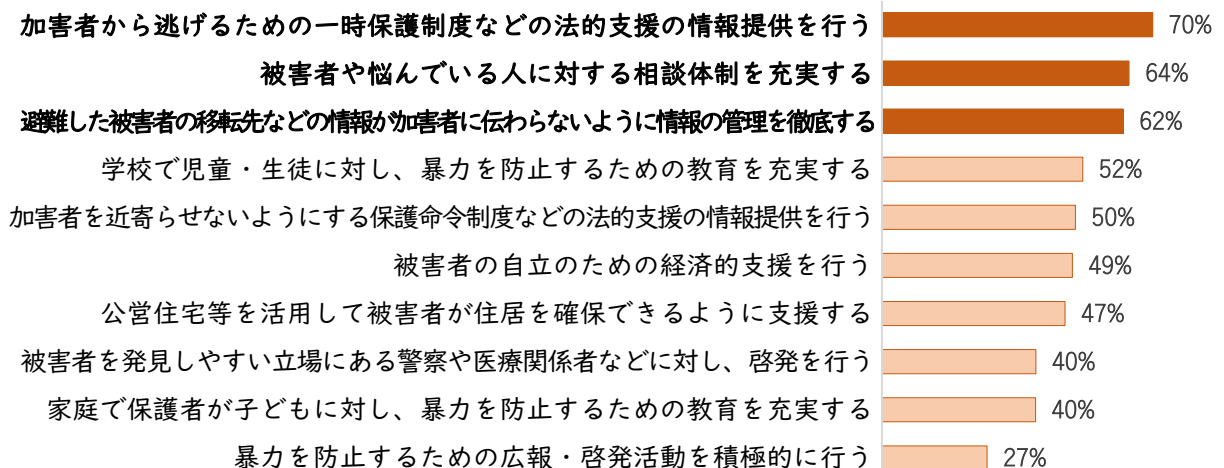 加害者から逃げるための一時保護制度などの法的支援の情報提供を行う 70%
被害者や悩んでいる人に対する相談体制を充実する 64%
避難した被害者の移転先などの情報が加害者に伝わらないように情報の管理を徹底する 62%
学校で児童・生徒に対し、暴力を防止するための教育を充実する 52%
加害者を近寄らせないようにする保護命令制度などの法的支援の情報提供を行う 50%
被害者の自立のための経済的支援を行う 49%
公営住宅等を活用して被害者が住居を確保できるように支援する 47%
被害者を発見しやすい立場にある警察や医療関係者などに対し、啓発を行う 40%
家庭で保護者が子どもに対し、暴力を防止するための教育を充実する 40%
暴力を防止するための広報・啓発活動を積極的に行う 27%